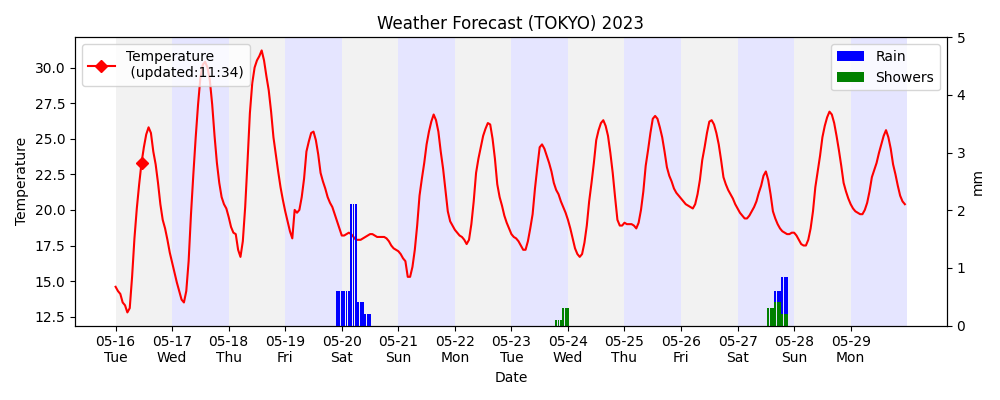 Weather Forecast (TOKYO) 2023
Temperature
(updated:11:34)
Rain
Showers
Temperature
30.0
27.5
25.0
22.5
20.0
17.5
15.0
12.5
5
4
3
2
1
0
mm
05-16 05-17 05-18 05-19 05-20 05-21 05-22 05-23 05-24 05-25 05-26 05-27 05-28 05-29
Tue Wed Thu Fri Sat Sun Mon Tue Wed Thu Fri Sat Sun Mon
Date